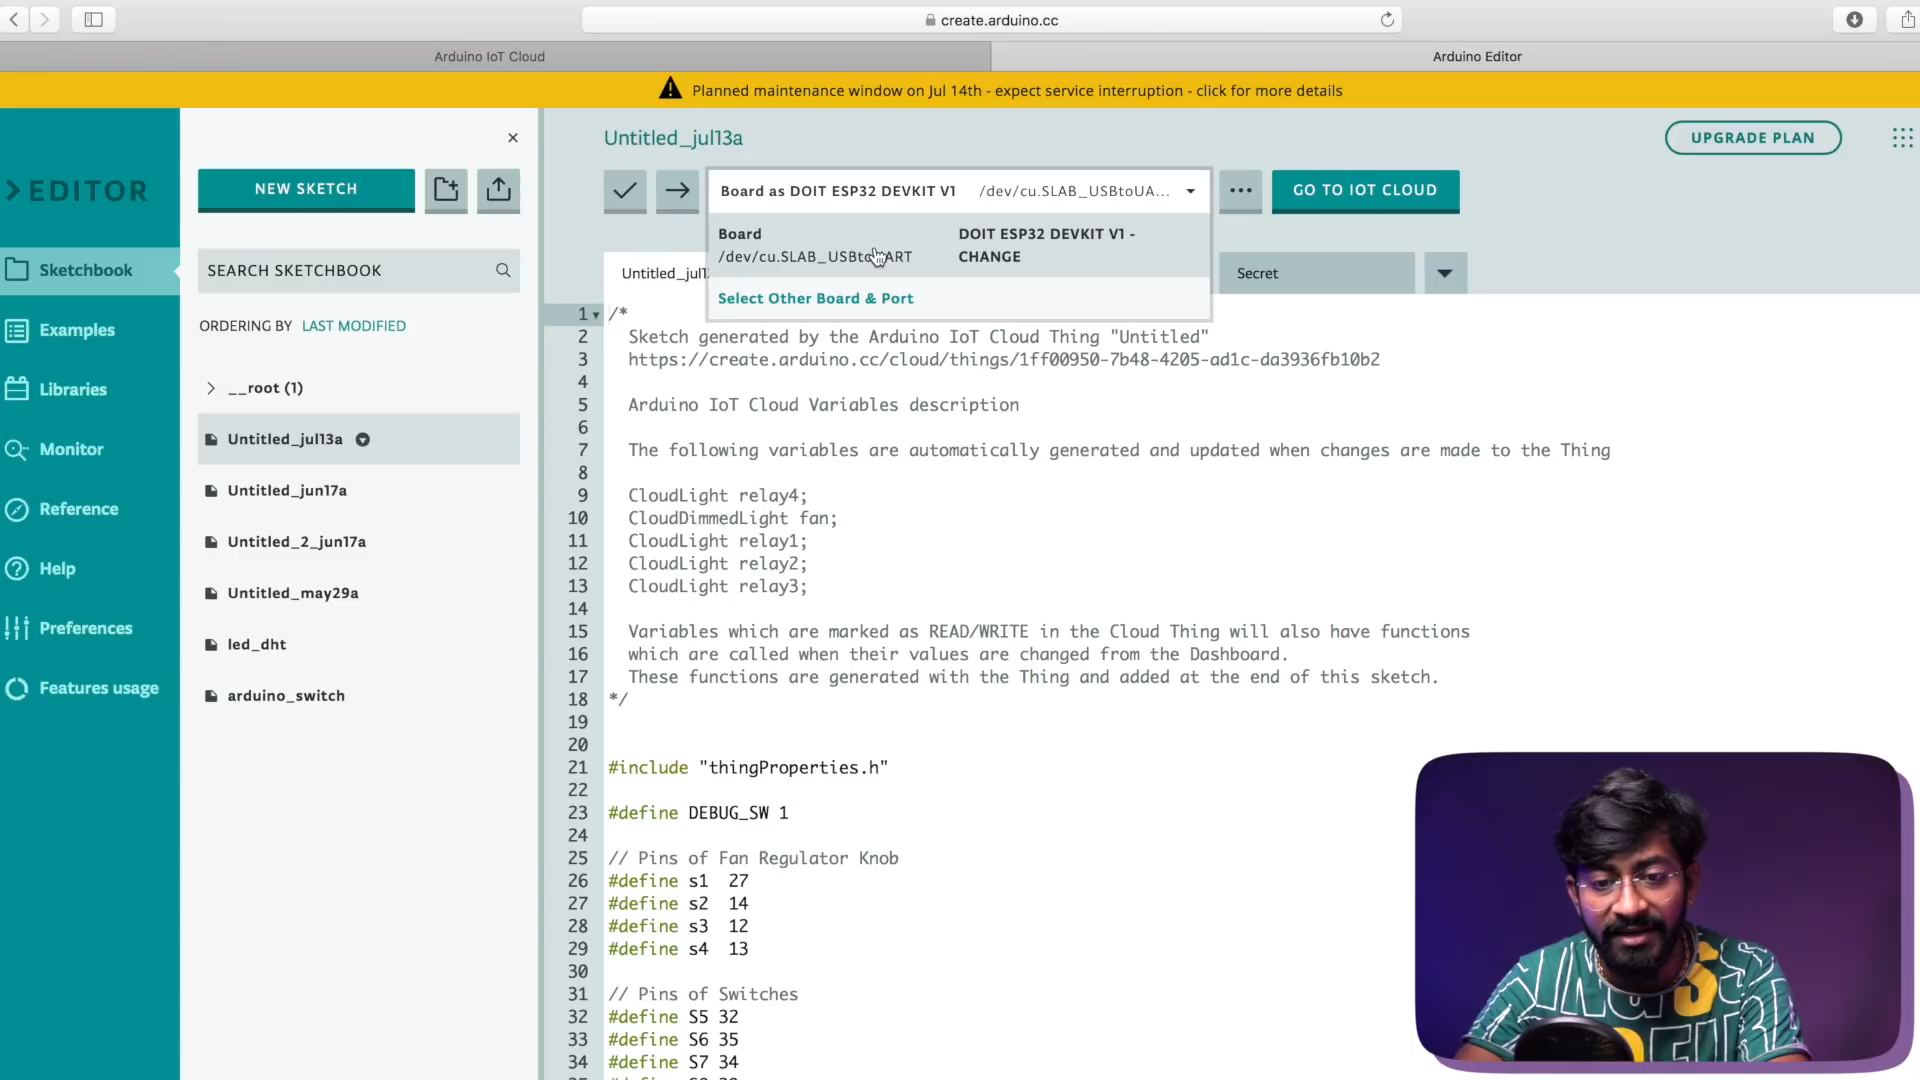 create.arduino.cc
Arduino IoT Cloud
Arduino Editor
Planned maintenance window on Jul 14th - expect service interruption - click for more details
EDITOR
Sketchbook
Examples
Libraries
Monitor
Reference
Help
Preferences
Features usage
NEW SKETCH
SEARCH SKETCHBOOK
ORDERING BY LAST MODIFIED
__root (1)
Untitled_jul13a
Untitled_jun17a
Untitled_2_jun17a
Untitled_may29a
led_dht
arduino_switch
Untitled_jul13a
UPGRADE PLAN
Board as DOIT ESP32 DEVKIT V1 /dev/cu.SLAB_USBtoUA...
GO TO IOT CLOUD
Board DOIT ESP32 DEVKIT V1 -
/dev/cu.SLAB_USBto ART CHANGE
Select Other Board & Port
Secret
1 /*
2 Sketch generated by the Arduino IoT Cloud Thing "Untitled"
3 https://create.arduino.cc/cloud/things/1ff00950-7b48-4205-ad1c-da3936fb10b2
4
5 Arduino IoT Cloud Variables description
6
7 The following variables are automatically generated and updated when changes are made to the Thing
8
9 CloudLight relay4;
10 CloudDimmedLight fan;
11 CloudLight relay1;
12 CloudLight relay2;
13 CloudLight relay3;
14
15 Variables which are marked as READ/WRITE in the Cloud Thing will also have functions
16 which are called when their values are changed from the Dashboard.
17 These functions are generated with the Thing and added at the end of this sketch.
18 */
19
20
21 #include "thingProperties.h"
22
23 #define DEBUG_SW 1
24
25 // Pins of Fan Regulator Knob
26 #define s1 27
27 #define s2 14
28 #define s3 12
29 #define s4 13
30
31 // Pins of Switches
32 #define S5 32
33 #define S6 35
34 #define S7 34